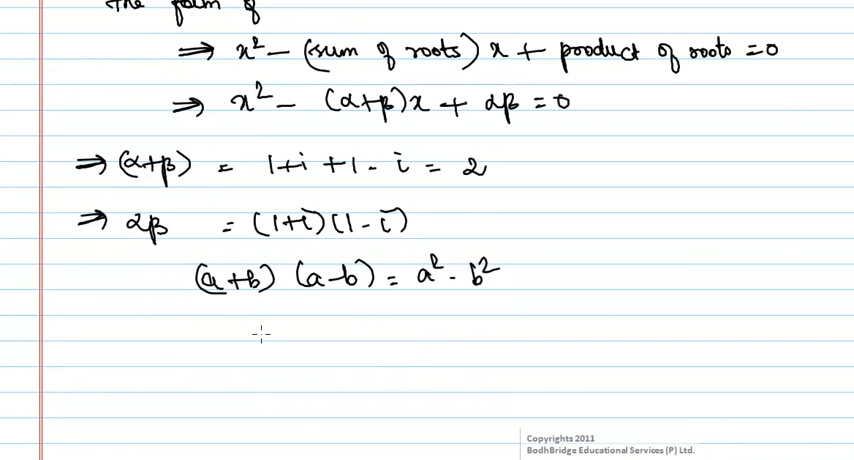 The form of
⇒ x² - (sum of roots) x + product of roots = 0
⇒ x² - (α+β)x + αβ = 0
⇒ (α+β) = 1+i +1-i = 2
⇒ αβ = (1+i)(1-i)
(a+b) (a-b) = a² - b²
Copyrights 2011
BodhBridge Educational Services (P) Ltd.